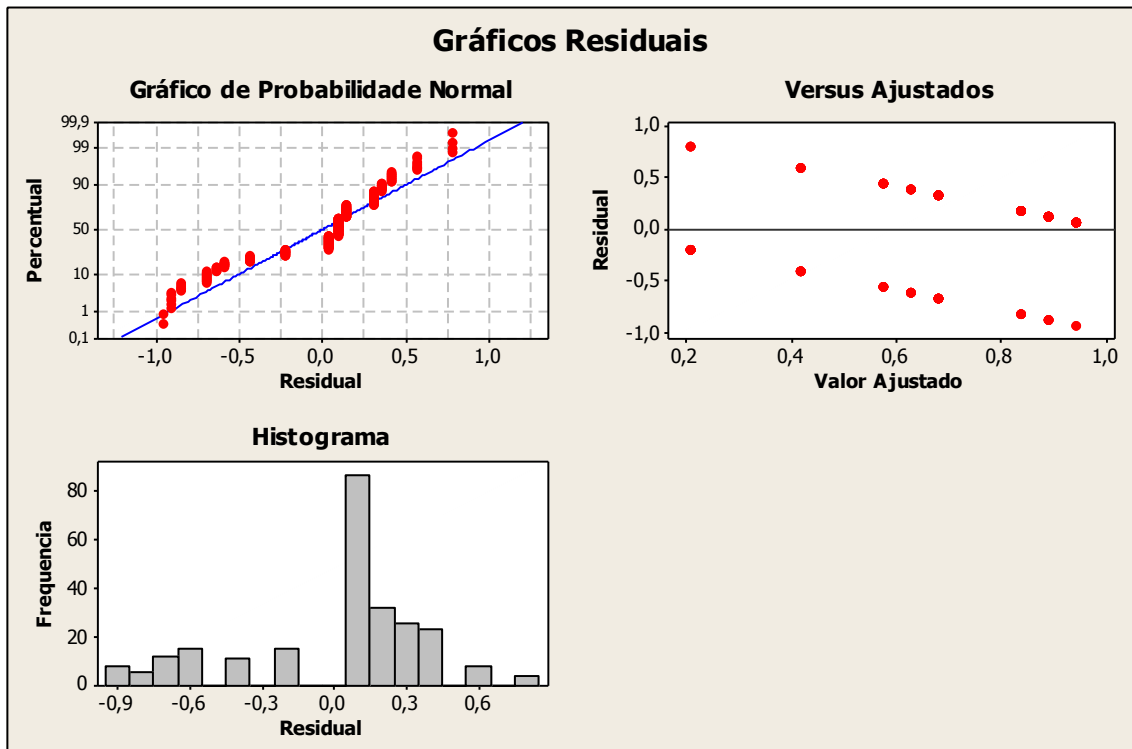 Gráficos Residuais
Gráfico de Probabilidade Normal
99,9
99
90
50
10
1
0,1
Percentual
-1,0 -0,5 0,0 0,5 1,0
Residual
Versus Ajustados
1,0
0,5
0,0
-0,5
-1,0
Residual
0,2 0,4 0,6 0,8 1,0
Valor Ajustado
Histograma
80
60
40
20
0
Frequencia
-0,9 -0,6 -0,3 0,0 0,3 0,6
Residual